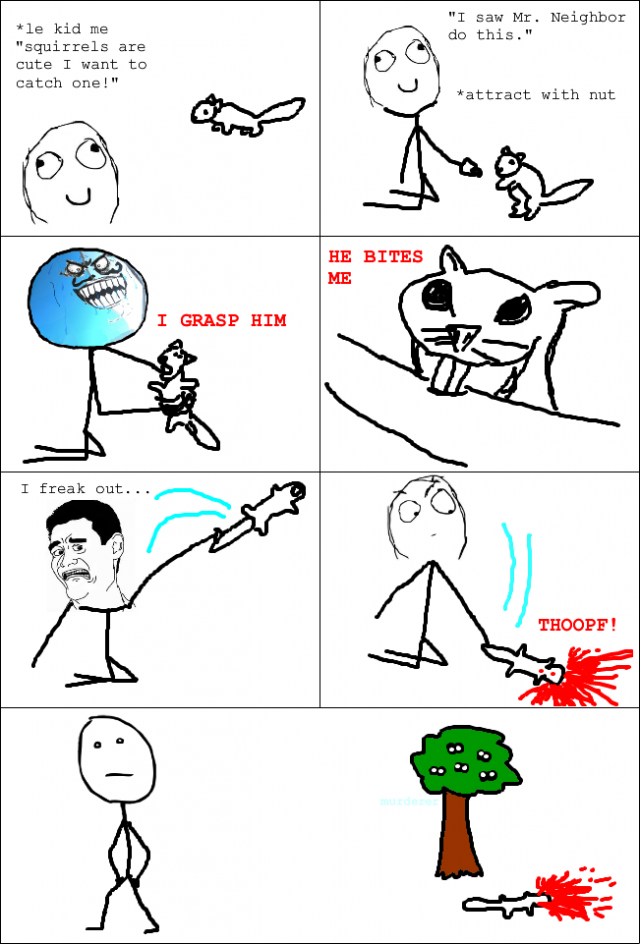 *le kid me
"squirrels are
cute I want to
catch one!"
"I saw Mr. Neighbor
do this."
*attract with nut
I GRASP HIM
HE BITES
ME
I freak out...
THOOPF!
murderer